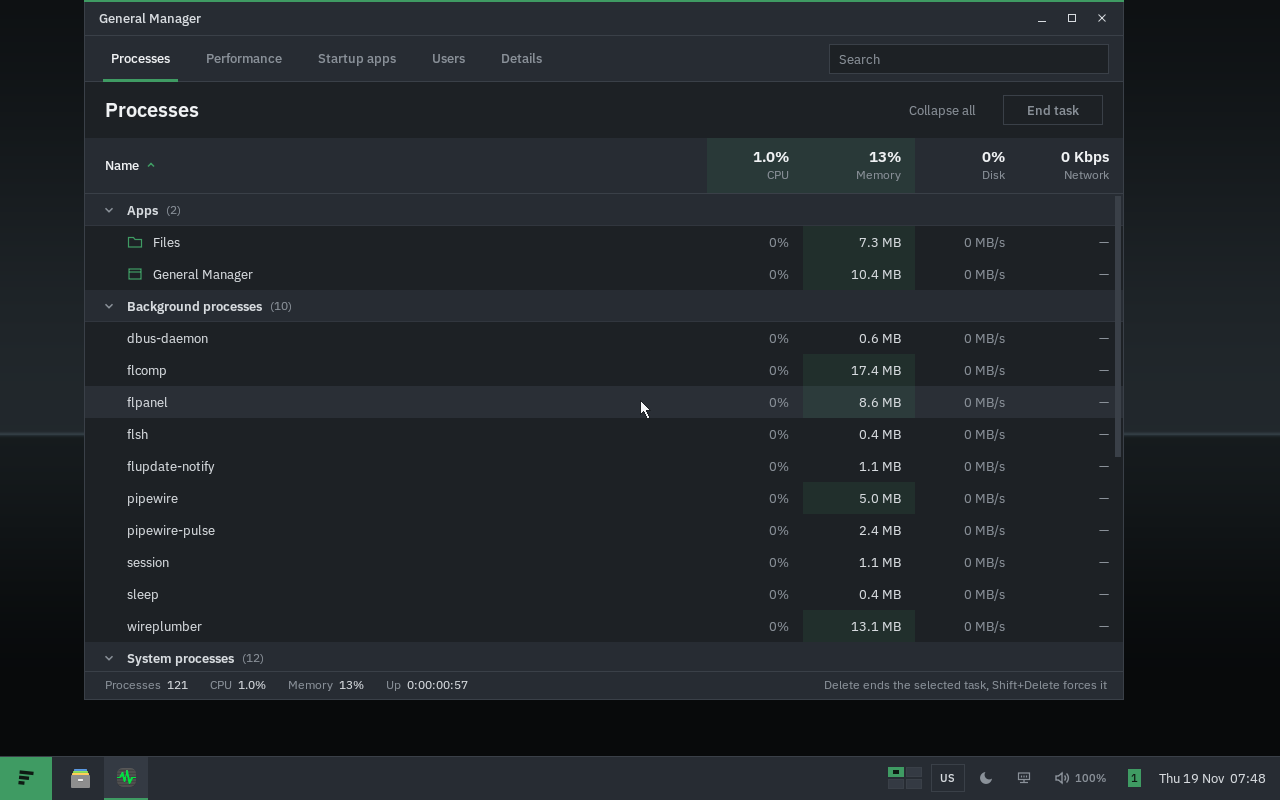 General Manager
Processes Performance Startup apps Users Details Search
Processes Collapse all End task
Name 1.0% CPU 13% Memory 0% Disk 0 Kbps Network
Apps (2)
Files 0% 7.3 MB 0 MB/s —
General Manager 0% 10.4 MB 0 MB/s —
Background processes (10)
dbus-daemon 0% 0.6 MB 0 MB/s —
flcomp 0% 17.4 MB 0 MB/s —
flpanel 0% 8.6 MB 0 MB/s —
flsh 0% 0.4 MB 0 MB/s —
flupdate-notify 0% 1.1 MB 0 MB/s —
pipewire 0% 5.0 MB 0 MB/s —
pipewire-pulse 0% 2.4 MB 0 MB/s —
session 0% 1.1 MB 0 MB/s —
sleep 0% 0.4 MB 0 MB/s —
wireplumber 0% 13.1 MB 0 MB/s —
System processes (12)
Processes 121 CPU 1.0% Memory 13% Up 0:00:00:57 Delete ends the selected task, Shift+Delete forces it
US 100% 1 Thu 19 Nov 07:48